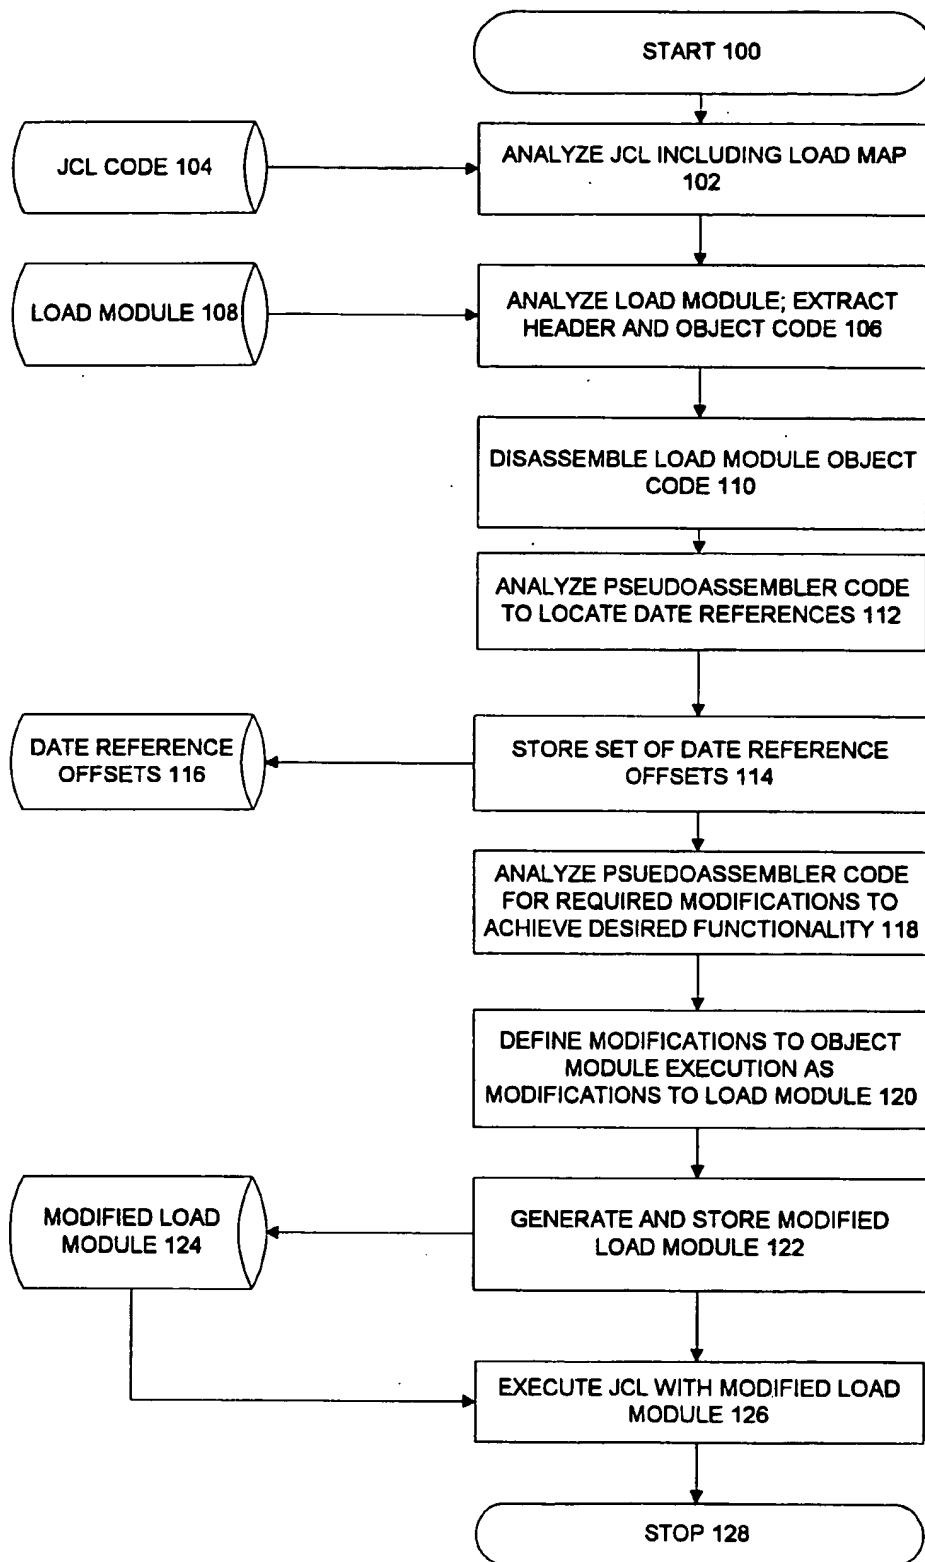 START 100
JCL CODE 104
ANALYZE JCL INCLUDING LOAD MAP
102
LOAD MODULE 108
ANALYZE LOAD MODULE; EXTRACT
HEADER AND OBJECT CODE 106
DISASSEMBLE LOAD MODULE OBJECT
CODE 110
ANALYZE PSEUDOASSEMBLER CODE
TO LOCATE DATE REFERENCES 112
DATE REFERENCE
OFFSETS 116
STORE SET OF DATE REFERENCE
OFFSETS 114
ANALYZE PSUEDOASSEMBLER CODE
FOR REQUIRED MODIFICATIONS TO
ACHIEVE DESIRED FUNCTIONALITY 118
DEFINE MODIFICATIONS TO OBJECT
MODULE EXECUTION AS
MODIFICATIONS TO LOAD MODULE 120
MODIFIED LOAD
MODULE 124
GENERATE AND STORE MODIFIED
LOAD MODULE 122
EXECUTE JCL WITH MODIFIED LOAD
MODULE 126
STOP 128